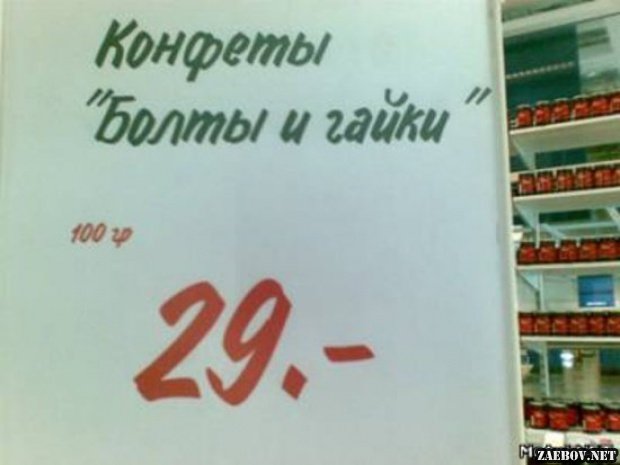 Конфеты
"Болты и гайки"
100 гр
29.-
ZAEBOV.NET